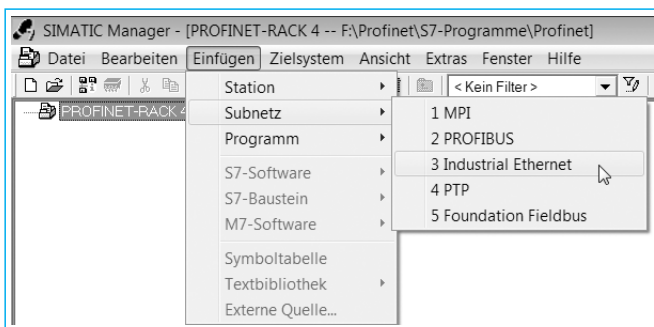 SIMATIC Manager - [PROFINET-RACK 4 -- F:\Profinet\S7-Programme\Profinet]
Datei Bearbeiten Einfügen Zielsystem Ansicht Extras Fenster Hilfe
< Kein Filter >
PROFINET-RACK 4
Station
Subnetz
Programm
S7-Software
S7-Baustein
M7-Software
Symboltabelle
Textbibliothek
Externe Quelle...
1 MPI
2 PROFIBUS
3 Industrial Ethernet
4 PTP
5 Foundation Fieldbus